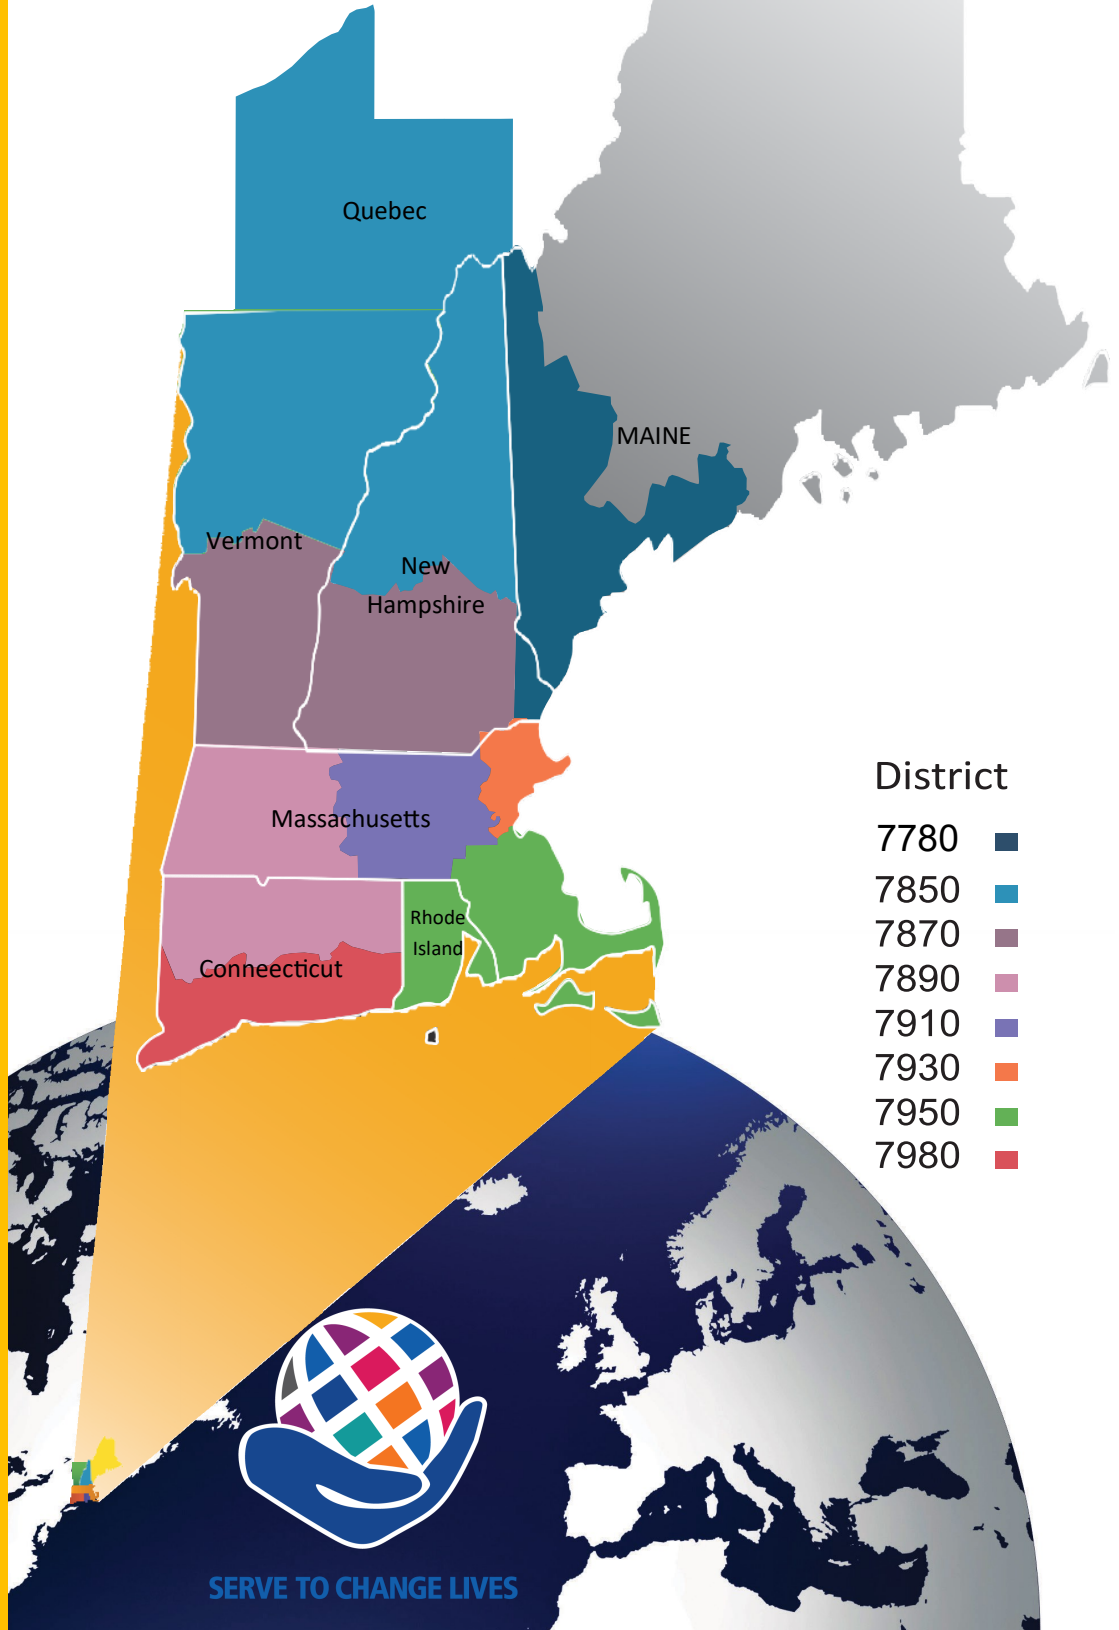 Quebec
MAINE
Vermont
New
Hampshire
District
7780
Massachusetts
7850
Rhode
7870
Island
Conneecticut
7890
7910
7930
7950
7980
SERVE TO CHANGE LIVES